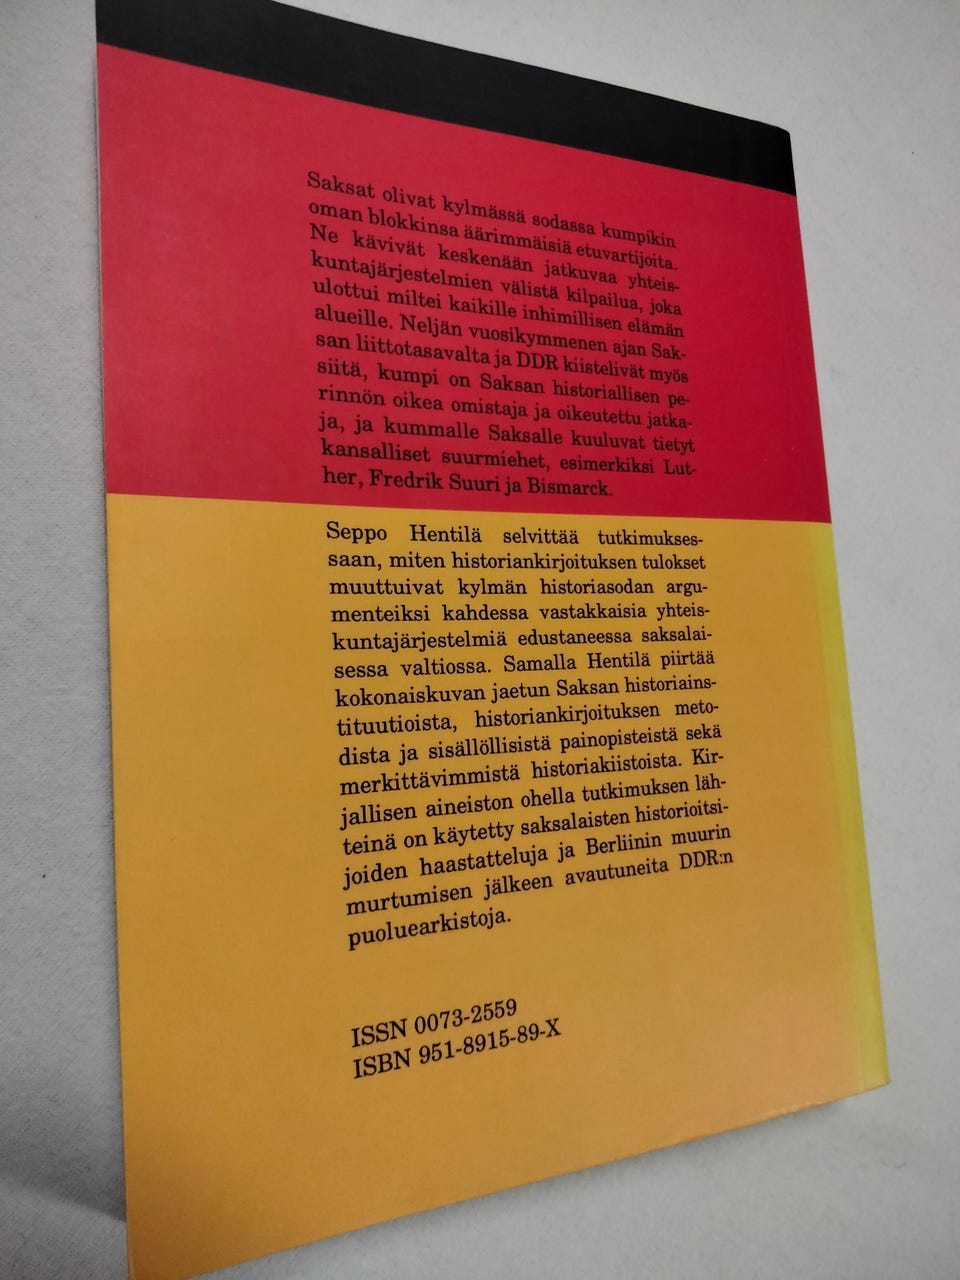 Saksat olivat kylmässä sodassa kumpikin
oman blokkinsa äärimmäisiä etuvartijoita.
Ne kävivät keskenään jatkuvaa yhteis-
kuntajärjestelmien välistä kilpailua, joka
ulottui miltei kaikille inhimillisen elämän
alueille. Neljän vuosikymmenen ajan Sak-
san liittotasavalta ja DDR kiistelivät myös
siitä, kumpi on Saksan historiallisen pe-
rinnön oikea omistaja ja oikeutettu jatka-
ja, ja kummalle Saksalle kuuluvat tietyt
kansalliset suurmiehet, esimerkiksi Lut-
her, Fredrik Suuri ja Bismarck.
Seppo Hentilä selvittää tutkimukses-
saan, miten historiankirjoituksen tulokset
muuttuivat kylmän historiasodan argu-
menteiksi kahdessa vastakkaisia yhteis-
kuntajärjestelmiä edustaneessa saksalai-
sessa valtiossa. Samalla Hentilä piirtää
kokonaiskuvan jaetun Saksan historiains-
tituutioista, historiankirjoituksen meto-
dista ja sisällöllisistä painopisteistä sekä
merkittävimmistä historiakiistoista. Kir-
jallisen aineiston ohella tutkimuksen läh-
teinä on käytetty saksalaisten historioitsi-
joiden haastatteluja ja Berliinin muurin
murtumisen jälkeen avautuneita DDR:n
puoluearkistoja.
ISSN 0073-2559
ISBN 951-8915-89-X